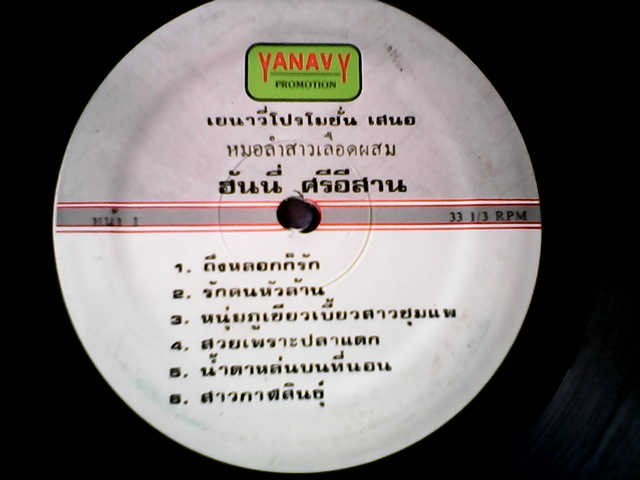 YANAVY
PROMOTION
เยนาวี่โปรโมชั่น เสนอ
หมอลำสาวเลือดผสม
ฮันนี่ ศรีอีสาน
หน้า 1
33 1/3 RPM
1. ถึงหลอกก็รัก
2. รักคนหัวล้าน
3. หนุ่มภูเขียวเบี้ยวสาวชุมแพ
4. สวยเพราะปลาแดก
5. น้ำตาหล่นบนที่นอน
6. สาวกาฬสินธุ์